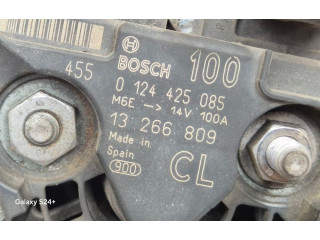 BOSCH 100
455
0 124 425 085
M6E —> 14V 100A
13 266 809
Made in
Spain
900
CL
Galaxy S24+